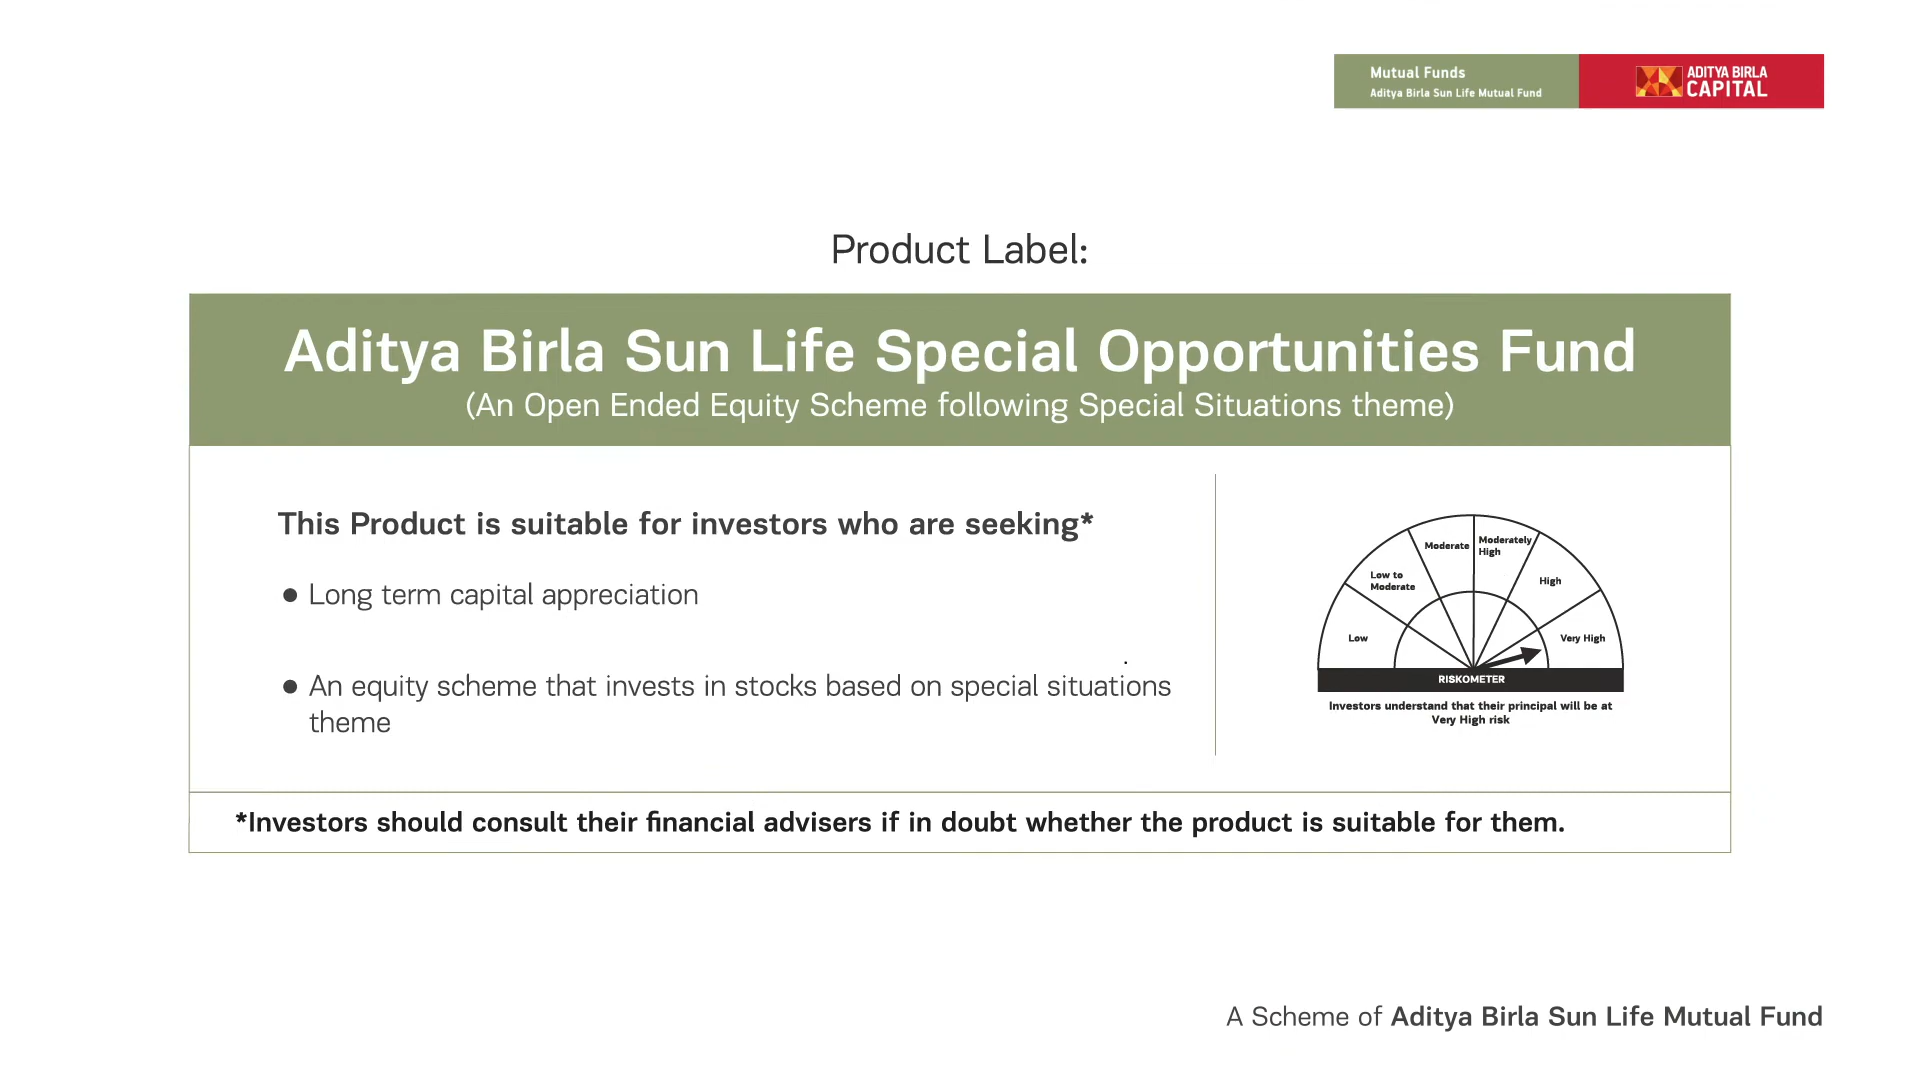 Mutual Funds
Aditya Birla Sun Life Mutual Fund
ADITYA BIRLA
CAPITAL
Product Label:
Aditya Birla Sun Life Special Opportunities Fund
(An Open Ended Equity Scheme following Special Situations theme)
This Product is suitable for investors who are seeking*
● Long term capital appreciation
● An equity scheme that invests in stocks based on special situations
theme
Low
Low to
Moderate
Moderate
Moderately
High
High
Very High
RISKOMETER
Investors understand that their principal will be at
Very High risk
*Investors should consult their financial advisers if in doubt whether the product is suitable for them.
A Scheme of Aditya Birla Sun Life Mutual Fund